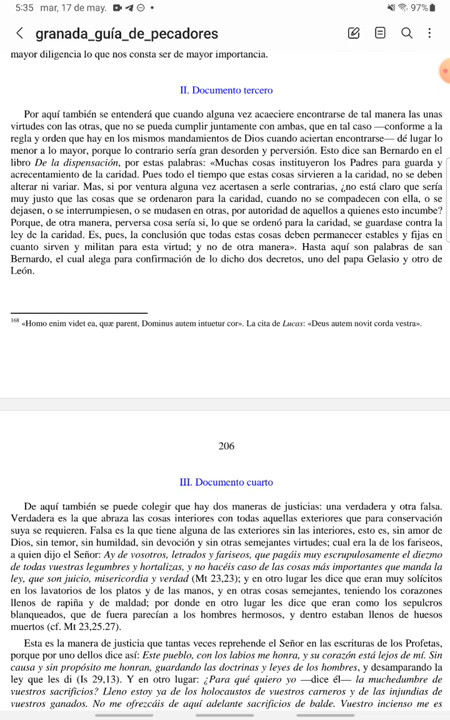 5:35 mar, 17 de may.
97%
granada_guía_de_pecadores
mayor diligencia lo que nos consta ser de mayor importancia.
II. Documento tercero
Por aquí también se entenderá que cuando alguna vez acaeciere encontrarse de tal manera las unas
virtudes con las otras, que no se pueda cumplir juntamente con ambas, que en tal caso —conforme a la
regla y orden que hay en los mismos mandamientos de Dios cuando aciertan encontrarse— dé lugar lo
menor a lo mayor, porque lo contrario sería gran desorden y perversión. Esto dice san Bernardo en el
libro De la dispensación, por estas palabras: «Muchas cosas instituyeron los Padres para guarda y
acrecentamiento de la caridad. Pues todo el tiempo que estas cosas sirvieren a la caridad, no se deben
alterar ni variar. Mas, si por ventura alguna vez acertasen a serle contrarias, ¿no está claro que sería
muy justo que las cosas que se ordenaron para la caridad, cuando no se compadecen con ella, o se
dejasen, o se interrumpiesen, o se mudasen en otras, por autoridad de aquellos a quienes esto incumbe?
Porque, de otra manera, perversa cosa sería si, lo que se ordenó para la caridad, se guardase contra la
ley de la caridad. Es, pues, la conclusión que todas estas cosas deben permanecer estables y fijas en
cuanto sirven y militan para esta virtud; y no de otra manera». Hasta aquí son palabras de san
Bernardo, el cual alega para confirmación de lo dicho dos decretos, uno del papa Gelasio y otro de
León.
168 «Homo enim videt ea, quæ parent, Dominus autem intuetur cor». La cita de Lucas: «Deus autem novit corda vestra».
206
III. Documento cuarto
De aquí también se puede colegir que hay dos maneras de justicias: una verdadera y otra falsa.
Verdadera es la que abraza las cosas interiores con todas aquellas exteriores que para conservación
suya se requieren. Falsa es la que tiene alguna de las exteriores sin las interiores, esto es, sin amor de
Dios, sin temor, sin humildad, sin devoción y sin otras semejantes virtudes; cual era la de los fariseos,
a quien dijo el Señor: Ay de vosotros, letrados y fariseos, que pagáis muy escrupulosamente el diezmo
de todas vuestras legumbres y hortalizas, y no hacéis caso de las cosas más importantes que manda la
ley, que son juicio, misericordia y verdad (Mt 23,23); y en otro lugar les dice que eran muy solícitos
en los lavatorios de los platos y de las manos, y en otras cosas semejantes, teniendo los corazones
llenos de rapiña y de maldad; por donde en otro lugar les dice que eran como los sepulcros
blanqueados, que de fuera parecían a los hombres hermosos, y dentro estaban llenos de huesos
muertos (cf. Mt 23,25.27).
Esta es la manera de justicia que tantas veces reprehende el Señor en las escrituras de los Profetas,
porque por uno dellos dice así: Este pueblo, con los labios me honra, y su corazón está lejos de mí. Sin
causa y sin propósito me honran, guardando las doctrinas y leyes de los hombres, y desamparando la
ley que les di (Is 29,13). Y en otro lugar: ¿Para qué quiero yo —dice él— la muchedumbre de
vuestros sacrificios? Lleno estoy ya de los holocaustos de vuestros carneros y de las injundias de
vuestros ganados. No me ofrezcáis de aquí adelante sacrificios de balde. Vuestro incienso me es